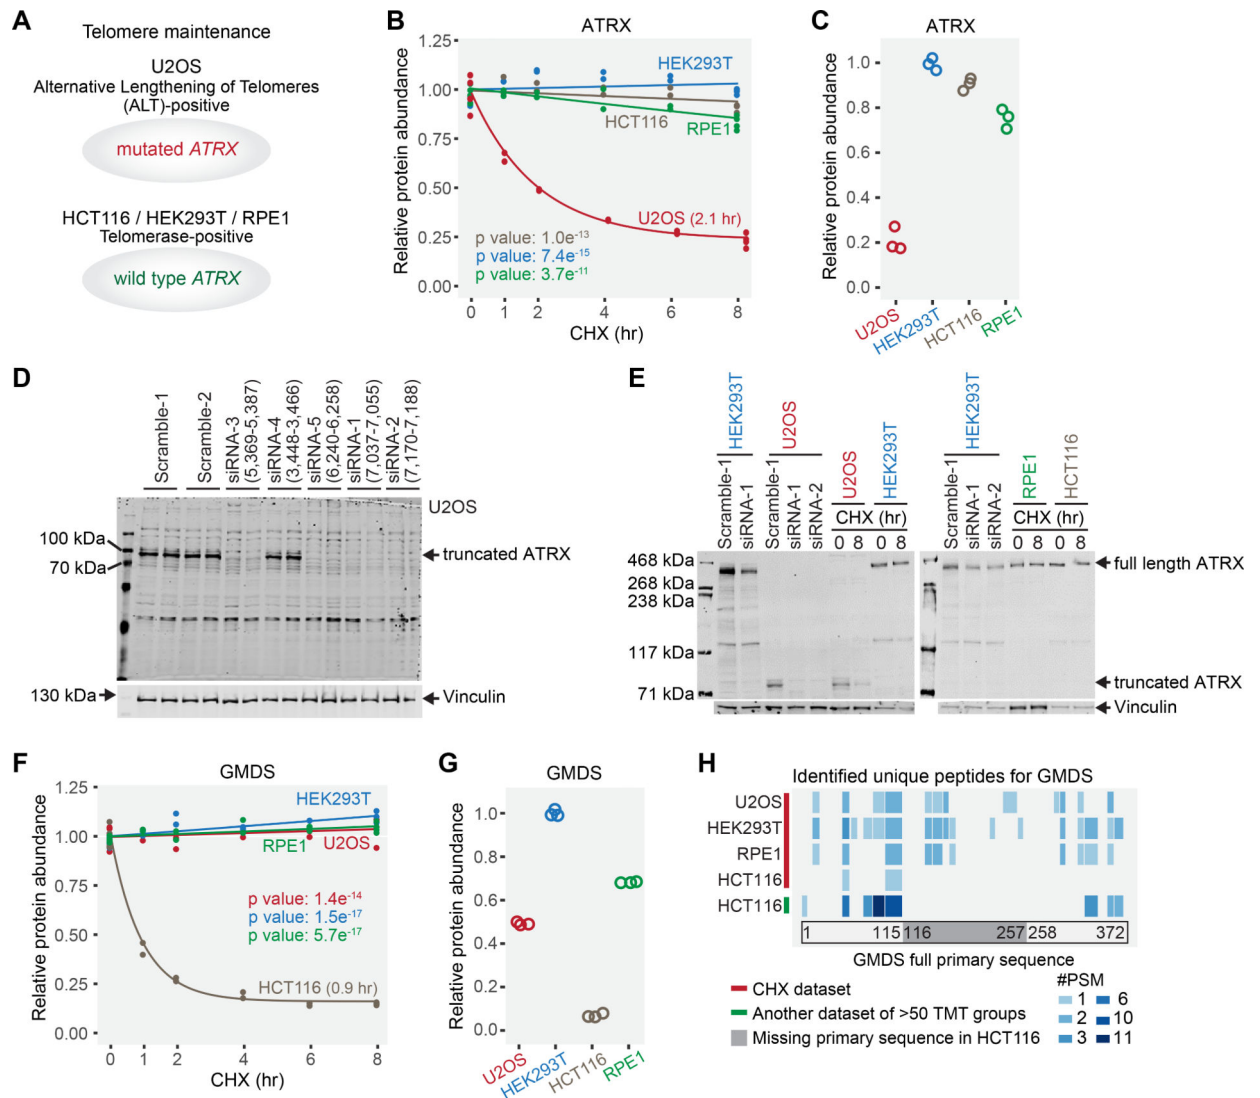 A
Telomere maintenance
U2OS
Alternative Lengthening of Telomeres
(ALT)-positive
mutated ATRX
HCT116 / HEK293T / RPE1
Telomerase-positive
wild type ATRX
B
ATRX
Relative protein abundance
1.25
1.00
0.75
0.50
0.25
0.00
HEK293T
HCT116
RPE1
U2OS (2.1 hr)
p value: 1.0e-13
p value: 7.4e-15
p value: 3.7e-11
0 1 2 4 6 8
CHX (hr)
C
ATRX
Relative protein abundance
1.0
0.8
0.6
0.4
0.2
0.0
U2OS
HEK293T
HCT116
RPE1
D
Scramble-1
Scramble-2
siRNA-3
(5,369-5,387)
siRNA-4
(3,448-3,466)
siRNA-5
(6,240-6,258)
siRNA-1
(7,037-7,055)
siRNA-2
(7,170-7,188)
U2OS
100 kDa
70 kDa
truncated ATRX
130 kDa
Vinculin
E
HEK293T
U2OS
U2OS
HEK293T
Scramble-1
siRNA-1
Scramble-1
siRNA-1
siRNA-2
CHX (hr)
0 8 0 8
HEK293T
RPE1
HCT116
Scramble-1
siRNA-1
siRNA-2
CHX (hr)
0 8 0 8
468 kDa
268 kDa
238 kDa
117 kDa
71 kDa
full length ATRX
truncated ATRX
Vinculin
F
GMDS
Relative protein abundance
1.25
1.00
0.75
0.50
0.25
0.00
HEK293T
RPE1
U2OS
p value: 1.4e-14
p value: 1.5e-17
p value: 5.7e-17
HCT116 (0.9 hr)
0 1 2 4 6 8
CHX (hr)
G
GMDS
Relative protein abundance
1.0
0.8
0.6
0.4
0.2
0.0
U2OS
HEK293T
HCT116
RPE1
H
Identified unique peptides for GMDS
U2OS
HEK293T
RPE1
HCT116
HCT116
1 115 116 257 258 372
GMDS full primary sequence
CHX dataset
Another dataset of >50 TMT groups
Missing primary sequence in HCT116
#PSM
1 6
2 10
3 11